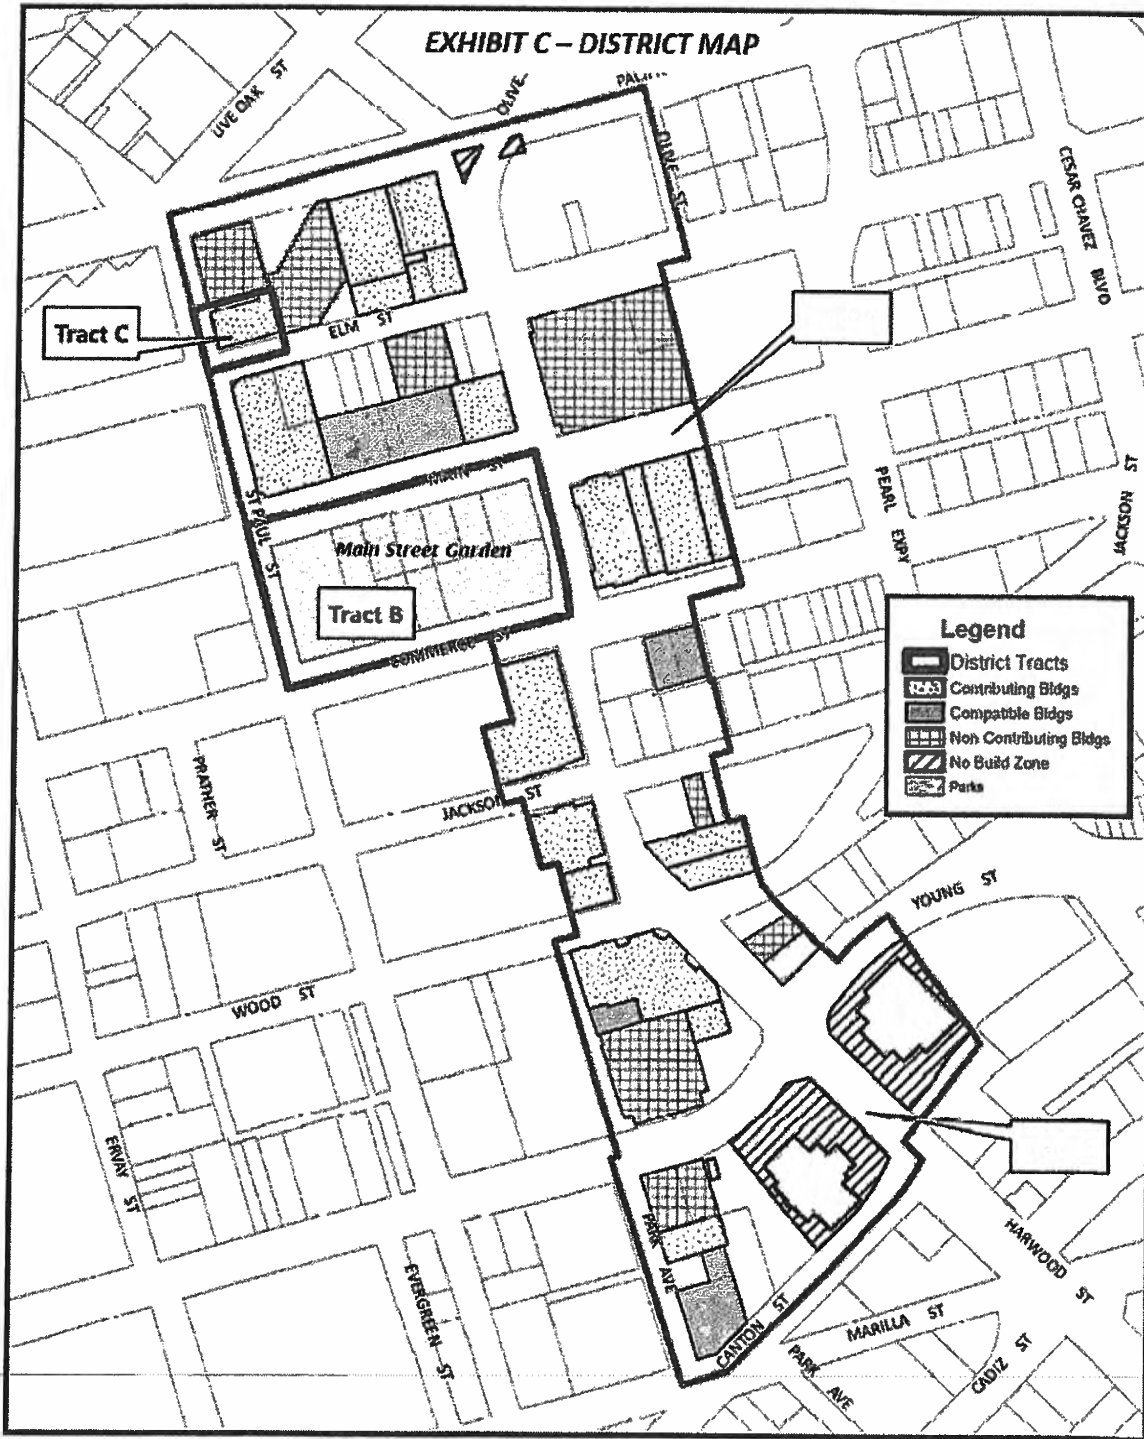 EXHIBIT C – DISTRICT MAP
LIVE OAK ST
OLIVE
OLIVE ST
CESAR CHAVEZ BLVD
Tract C
ELM ST
MAIN ST
ST PAUL ST
Main Street Garden
Tract B
COMMERCE ST
PEARL EXPY
JACKSON ST
Legend
District Tracts
Contributing Bldgs
Compatible Bldgs
Non Contributing Bldgs
No Build Zone
Parks
PRATHER ST
JACKSON ST
YOUNG ST
WOOD ST
ERVAY ST
PARK AVE
HARWOOD ST
EVERGREEN ST
CANTON ST
MARILLA ST
PARK AVE
CADIZ ST